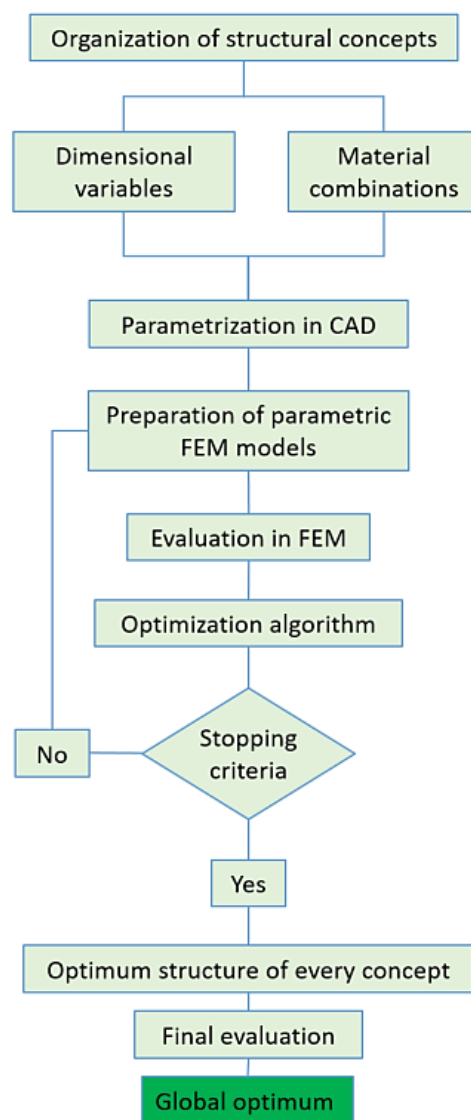 Organization of structural concepts
Dimensional
variables
Material
combinations
Parametrization in CAD
Preparation of parametric
FEM models
Evaluation in FEM
Optimization algorithm
Stopping
criteria
No
Yes
Optimum structure of every concept
Final evaluation
Global optimum